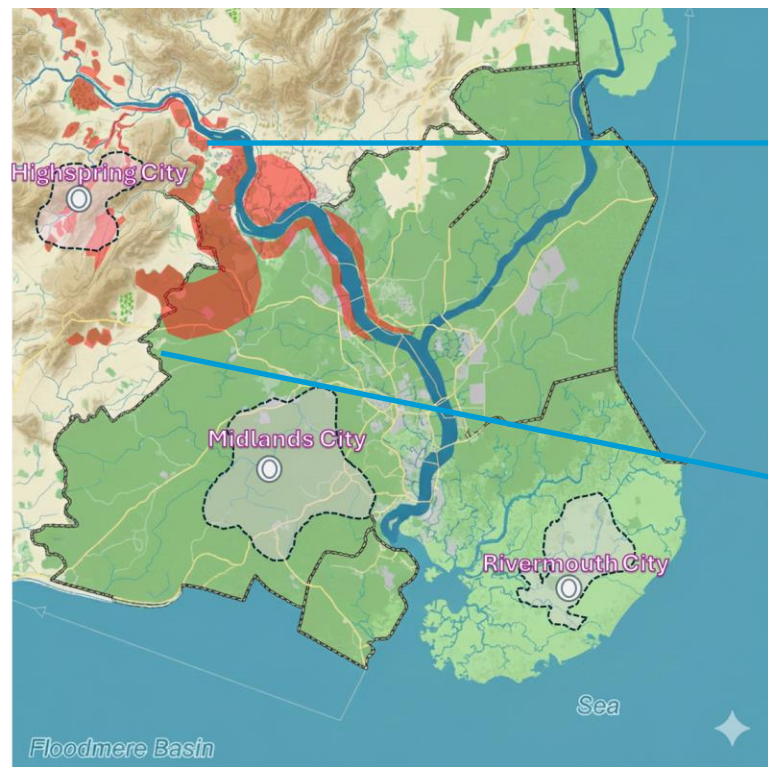 Highspring City
Midlands City
Rivermouth City
Sea
Floodmere Basin